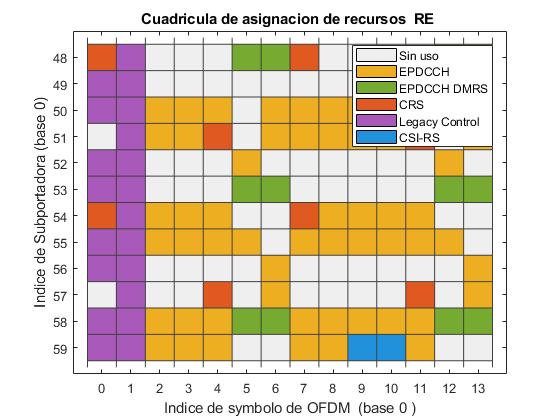 Cuadricula de asignacion de recursos RE
Indice de Subportadora (base 0)
48
49
50
51
52
53
54
55
56
57
58
59
Sin uso
EPDCCH
EPDCCH DMRS
CRS
Legacy Control
CSI-RS
0 1 2 3 4 5 6 7 8 9 10 11 12 13
Indice de symbolo de OFDM (base 0 )